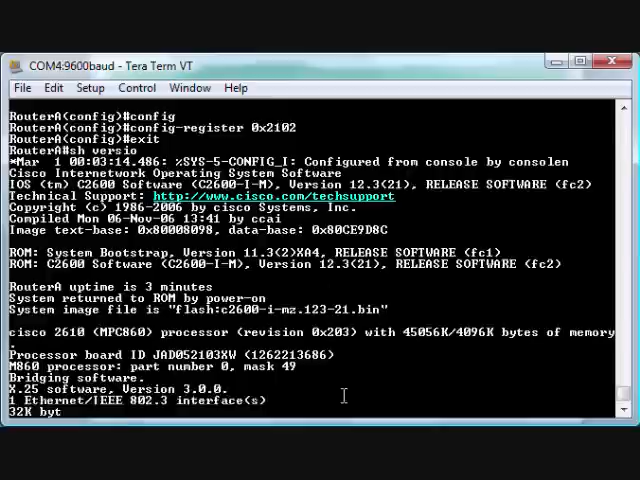 COM4:9600baud - Tera Term VT
File Edit Setup Control Window Help
RouterA(config)#config
RouterA(config)#config-register 0x2102
RouterA(config)#exit
RouterA#sh versio
*Mar  1 00:03:14.486: %SYS-5-CONFIG_I: Configured from console by consolen
Cisco Internetwork Operating System Software
IOS (tm) C2600 Software (C2600-I-M), Version 12.3(21), RELEASE SOFTWARE (fc2)
Technical Support: http://www.cisco.com/techsupport
Copyright (c) 1986-2006 by cisco Systems, Inc.
Compiled Mon 06-Nov-06 13:41 by ccai
Image text-base: 0x80008098, data-base: 0x80CE9D8C
ROM: System Bootstrap, Version 11.3(2)XA4, RELEASE SOFTWARE (fc1)
ROM: C2600 Software (C2600-I-M), Version 12.3(21), RELEASE SOFTWARE (fc2)
RouterA uptime is 3 minutes
System returned to ROM by power-on
System image file is "flash:c2600-i-mz.123-21.bin"
cisco 2610 (MPC860) processor (revision 0x203) with 45056K/4096K bytes of memory
.
Processor board ID JAD052103XW (1262213686)
M860 processor: part number 0, mask 49
Bridging software.
X.25 software, Version 3.0.0.
1 Ethernet/IEEE 802.3 interface(s)
32K byt